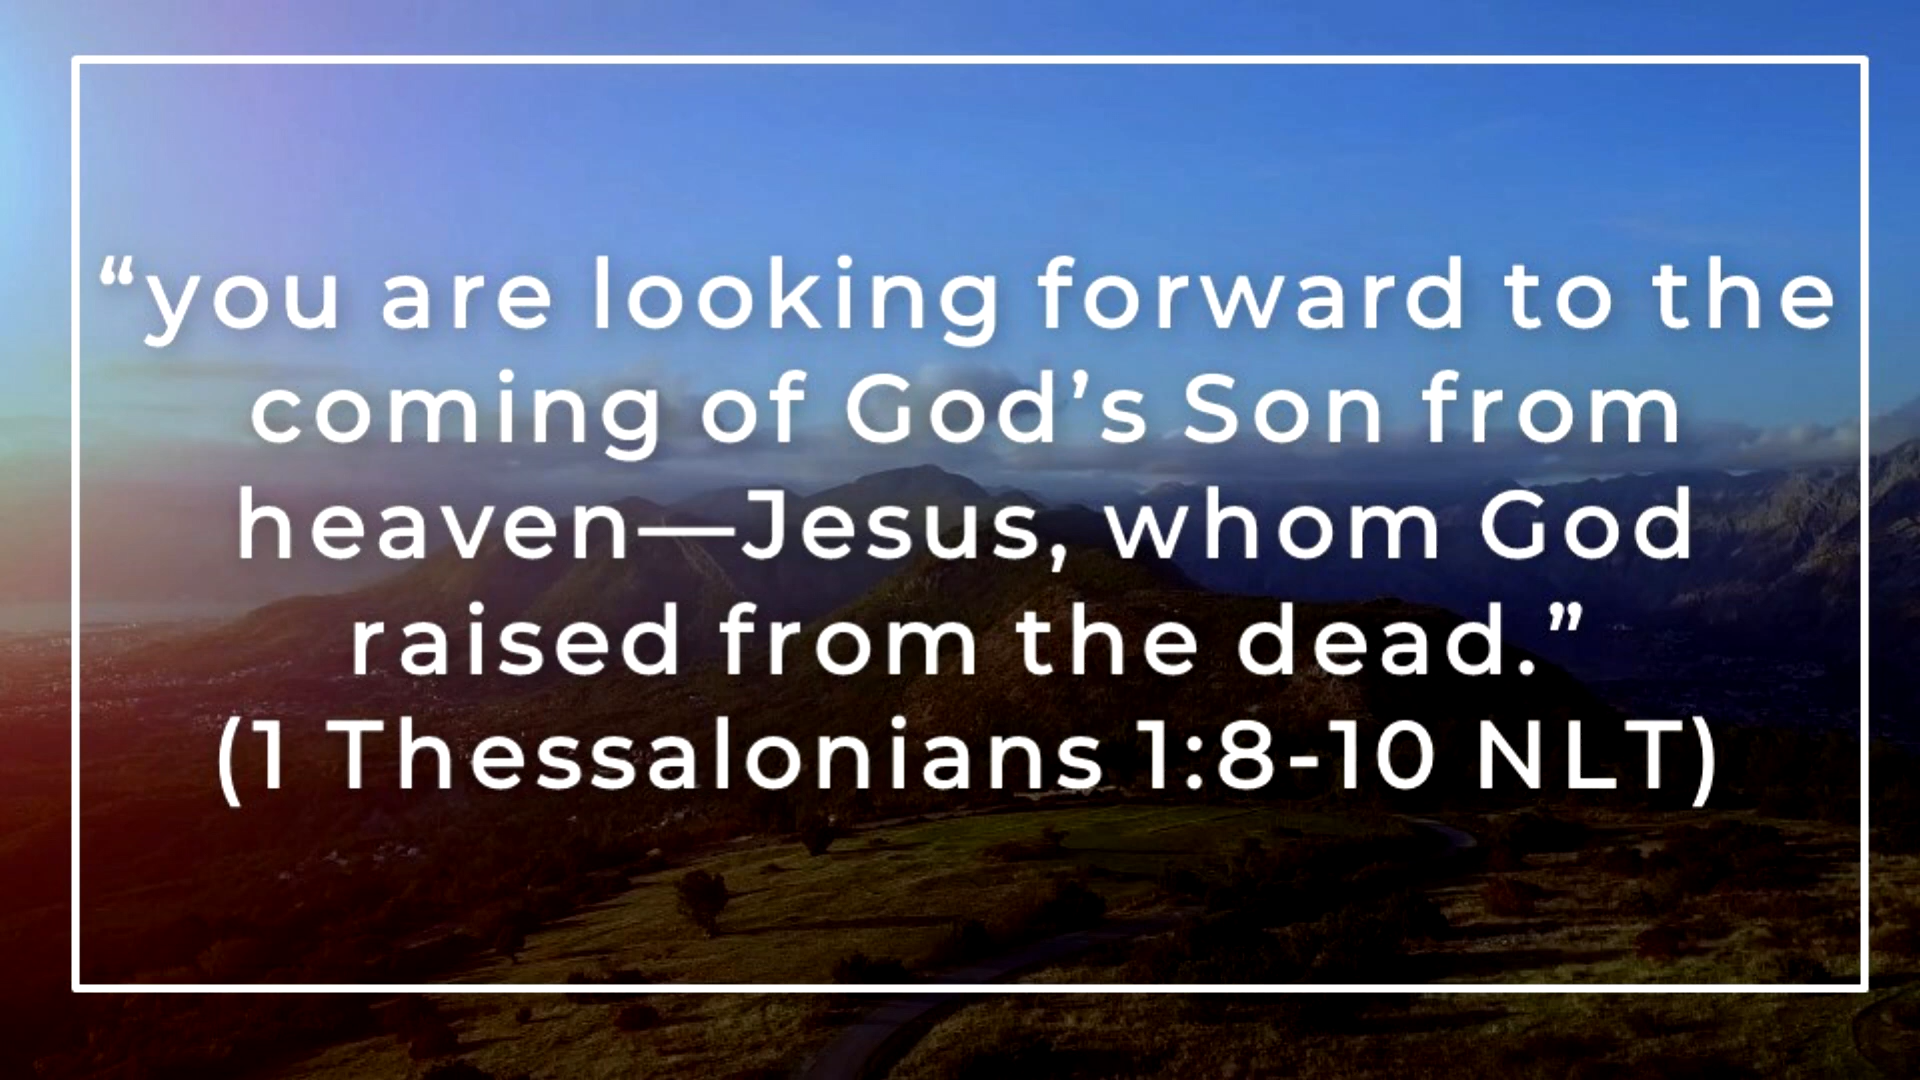 “you are looking forward to the
coming of God’s Son from
heaven—Jesus, whom God
raised from the dead.”
(1 Thessalonians 1:8-10 NLT)